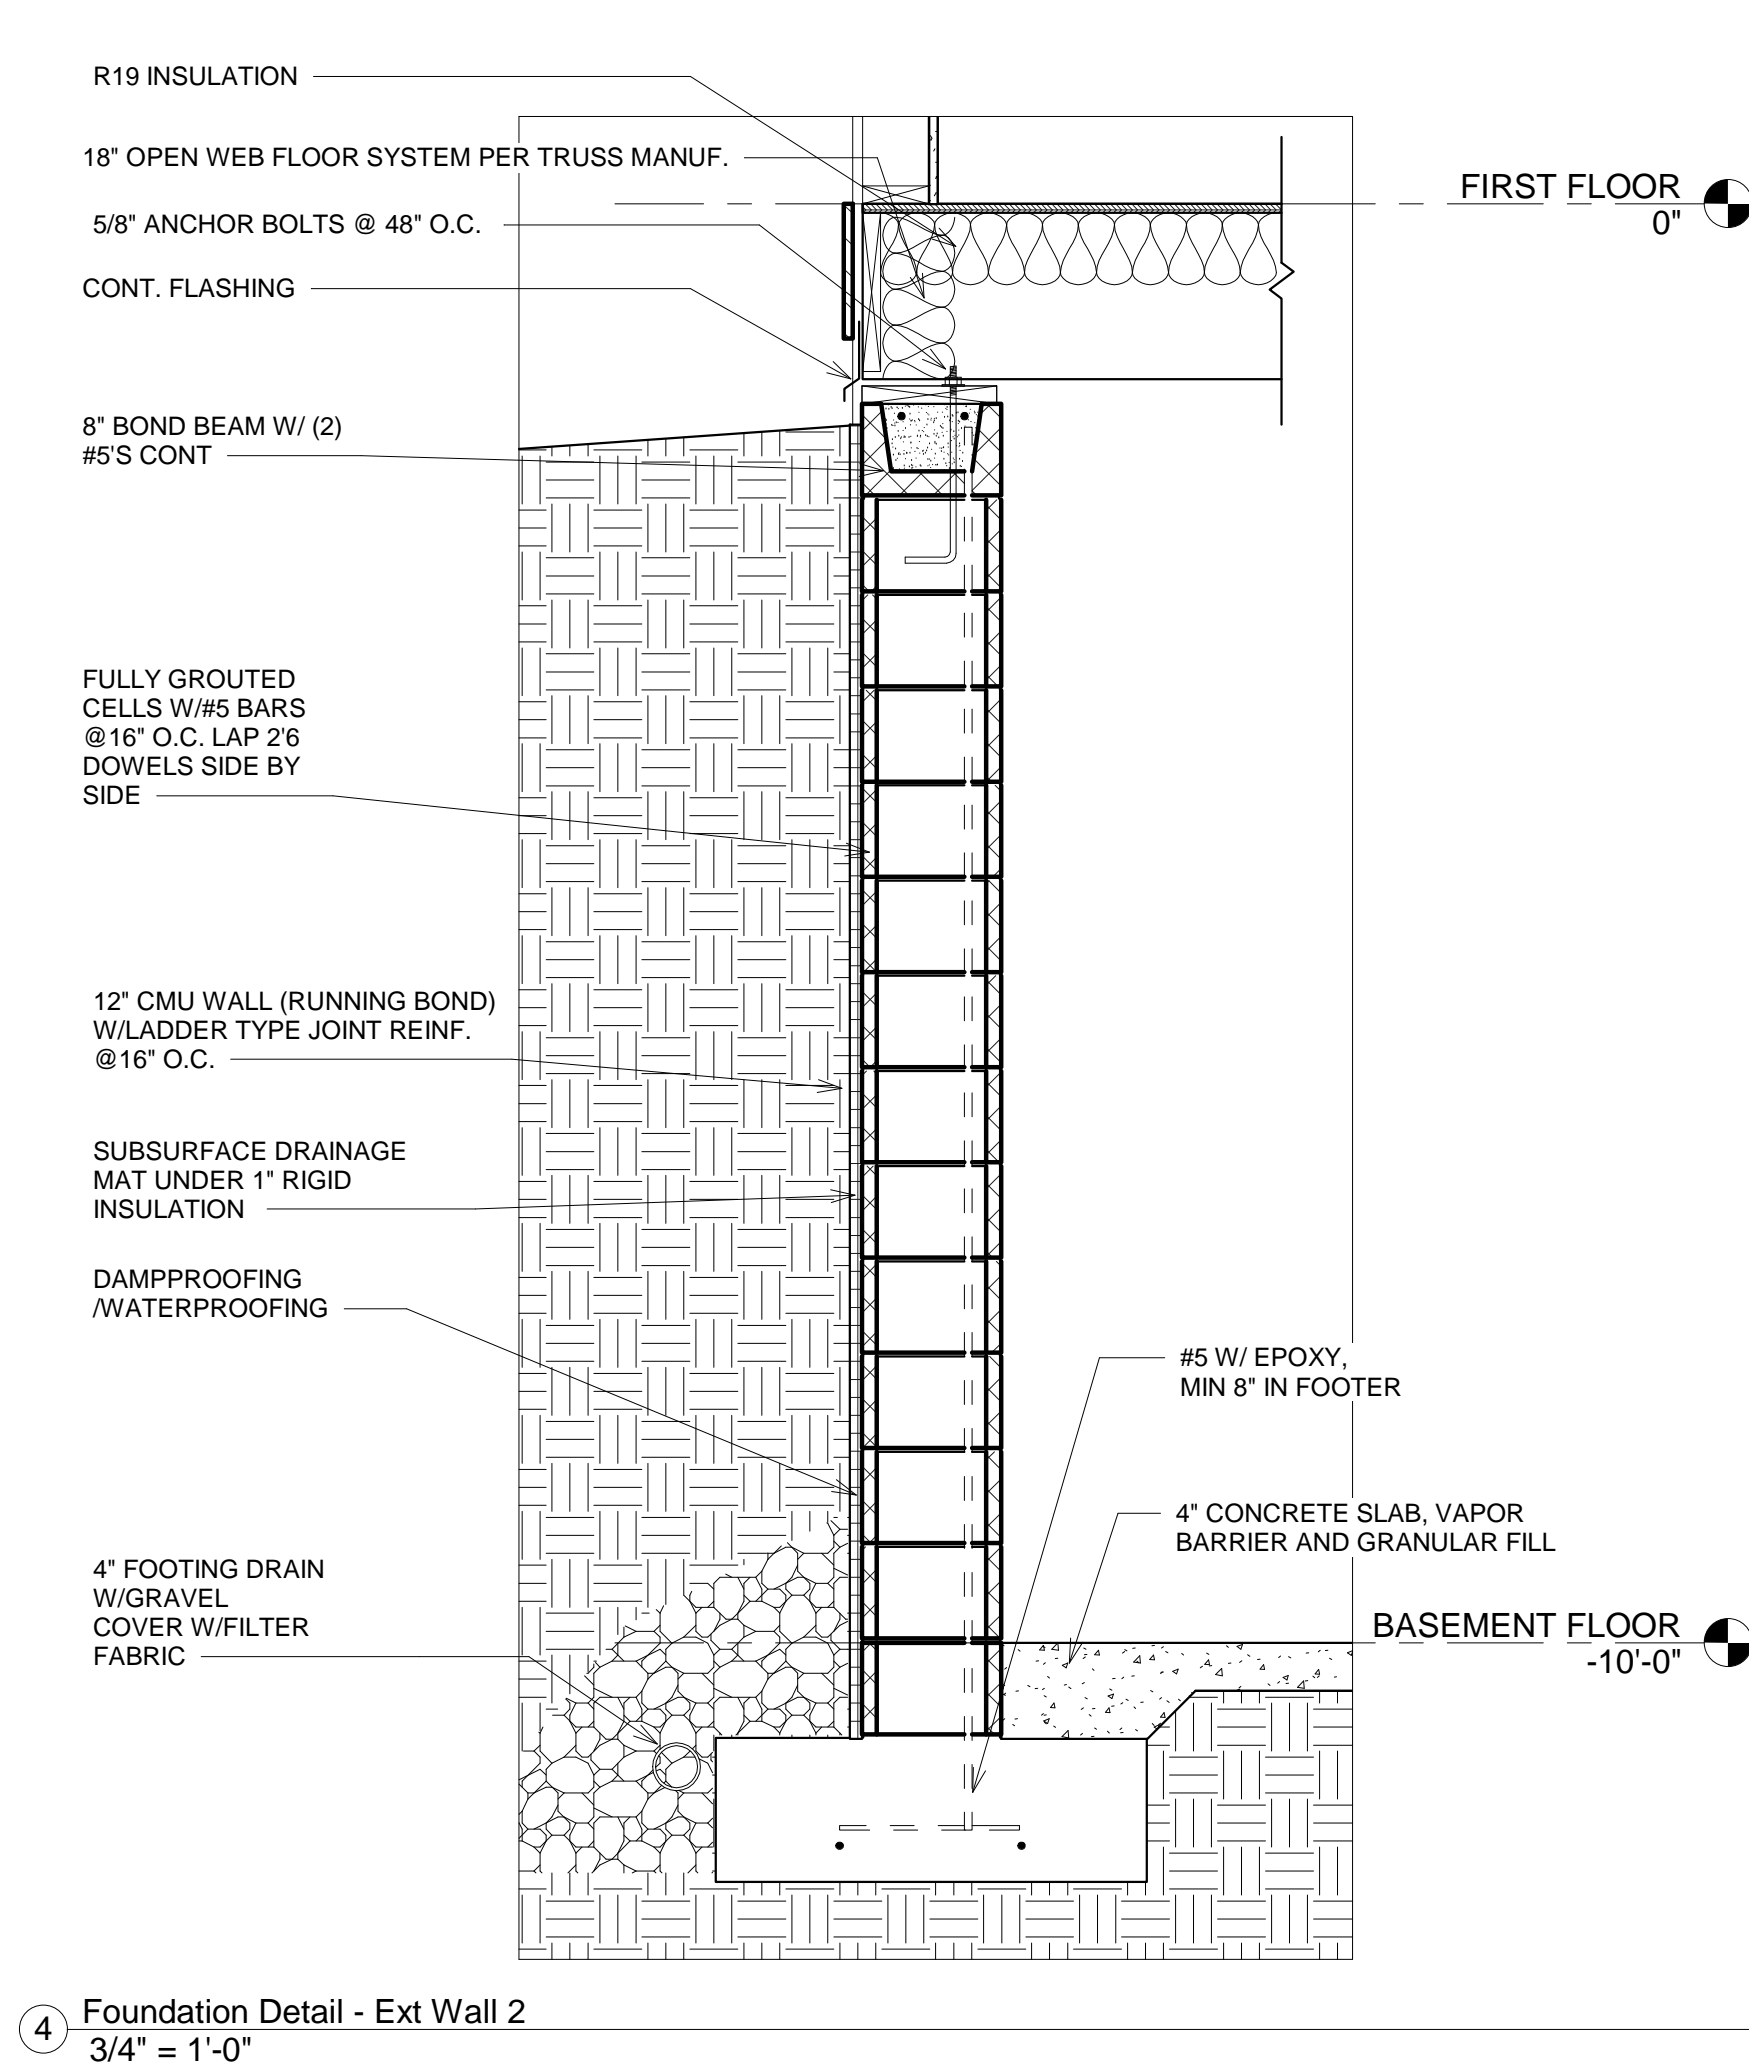 R19 INSULATION
18" OPEN WEB FLOOR SYSTEM PER TRUSS MANUF.
5/8" ANCHOR BOLTS @ 48" O.C.
CONT. FLASHING
8" BOND BEAM W/ (2)
#5'S CONT
FULLY GROUTED
CELLS W/#5 BARS
@16" O.C. LAP 2'6
DOWELS SIDE BY
SIDE
12" CMU WALL (RUNNING BOND)
W/LADDER TYPE JOINT REINF.
@16" O.C.
SUBSURFACE DRAINAGE
MAT UNDER 1" RIGID
INSULATION
DAMPPROOFING
/WATERPROOFING
4" FOOTING DRAIN
W/GRAVEL
COVER W/FILTER
FABRIC
FIRST FLOOR
0"
#5 W/ EPOXY,
MIN 8" IN FOOTER
4" CONCRETE SLAB, VAPOR
BARRIER AND GRANULAR FILL
BASEMENT FLOOR
-10'-0"
4
Foundation Detail - Ext Wall 2
3/4" = 1'-0"